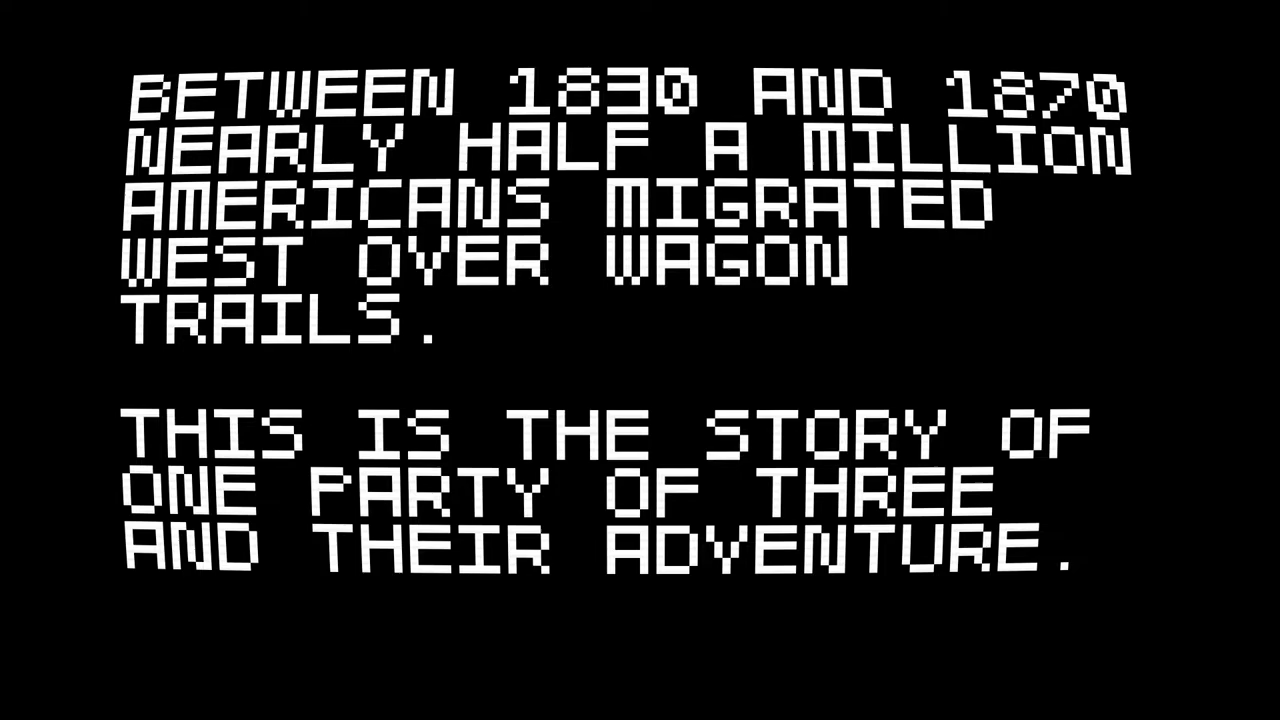 BETWEEN 1830 AND 1870
NEARLY HALF A MILLION
AMERICANS MIGRATED
WEST OVER WAGON
TRAILS.
THIS IS THE STORY OF
ONE PARTY OF THREE
AND THEIR ADVENTURE.